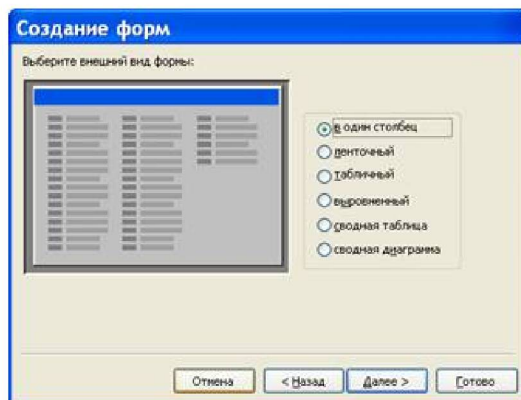 Создание форм
Выберите внешний вид формы:
в один столбец
ленточный
табличный
выровненный
сводная таблица
сводная диаграмма
Отмена
< Назад
Далее >
Готово